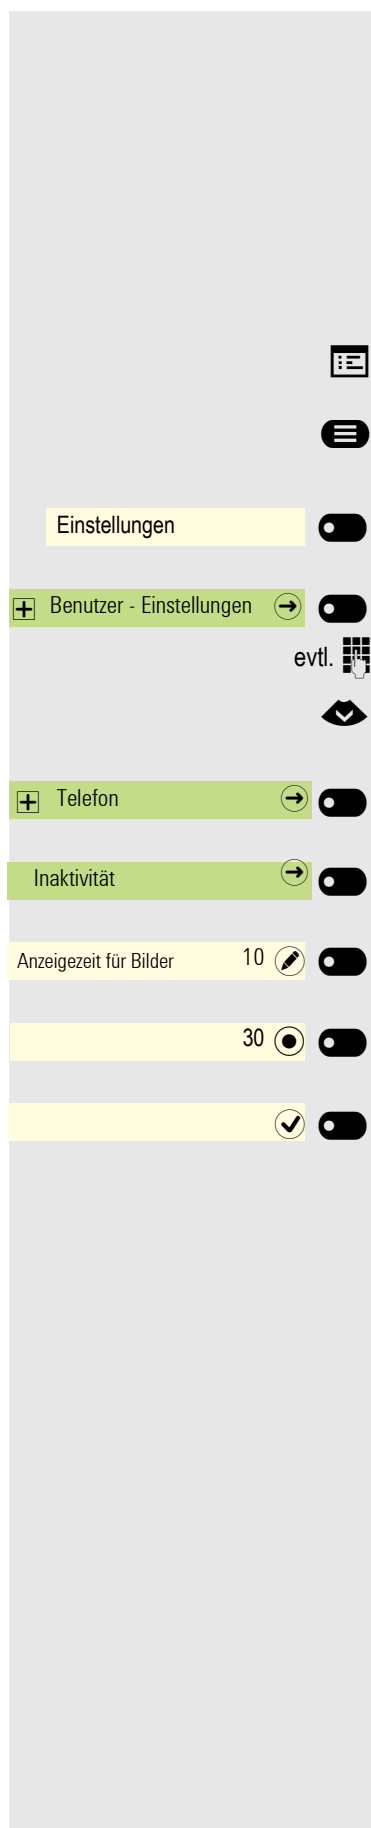 Einstellungen
Benutzer - Einstellungen
evtl.
Telefon
Inaktivität
Anzeigezeit für Bilder 10
30